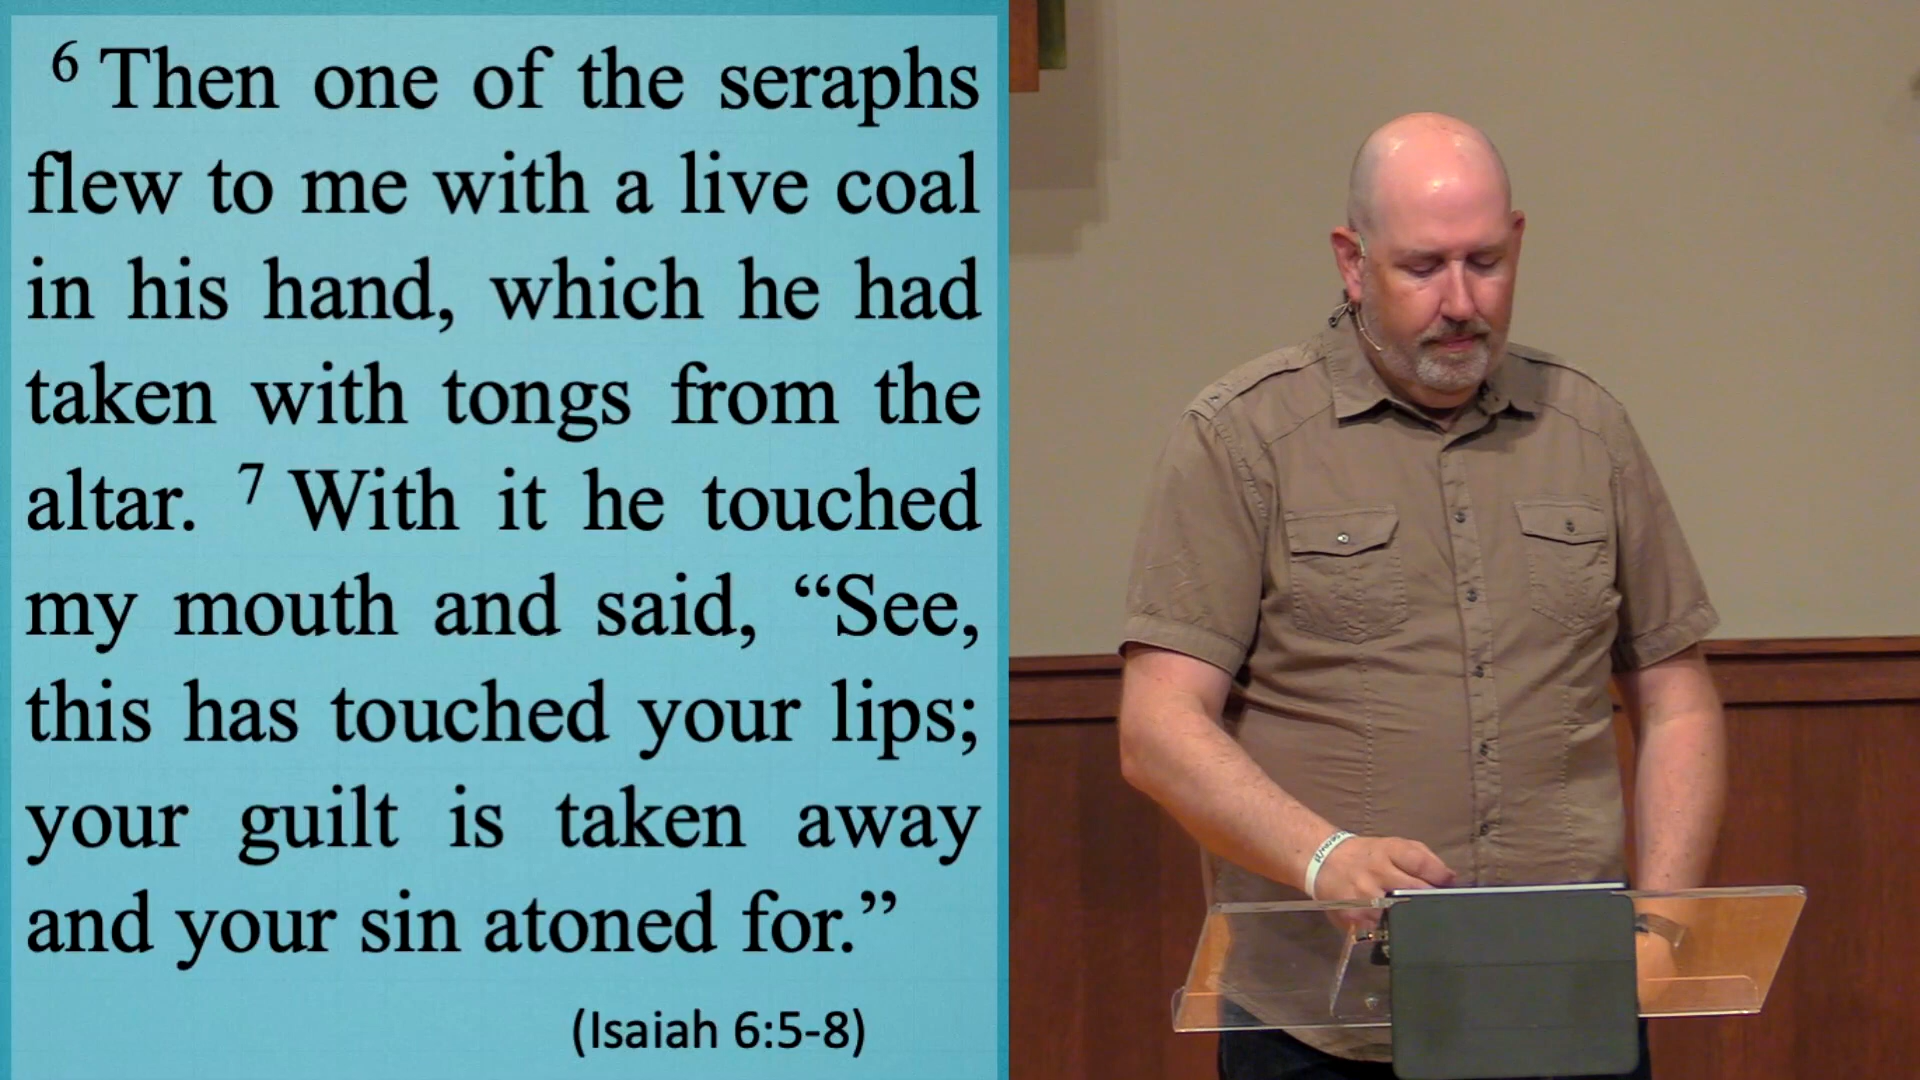 6 Then one of the seraphs
flew to me with a live coal
in his hand, which he had
taken with tongs from the
altar. 7 With it he touched
my mouth and said, “See,
this has touched your lips;
your guilt is taken away
and your sin atoned for.”
(Isaiah 6:5-8)